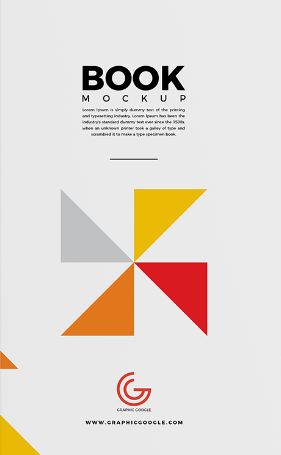 BOOK
MOCKUP
Lorem Ipsum is simply dummy text of the printing
and typesetting industry. Lorem Ipsum has been the
industry's standard dummy text ever since the 1500s,
when an unknown printer took a galley of type and
scrambled it to make a type specimen book.
GRAPHIC GOOGLE
WWW.GRAPHICGOOGLE.COM